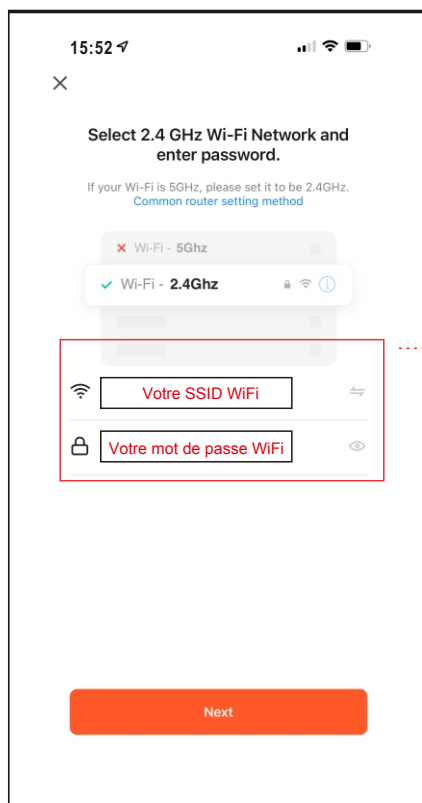 15:52
Select 2.4 GHz Wi-Fi Network and
enter password.
If your Wi-Fi is 5GHz, please set it to be 2.4GHz.
Common router setting method
Wi-Fi - 5Ghz
Wi-Fi - 2.4Ghz
Votre SSID WiFi
Votre mot de passe WiFi
Next